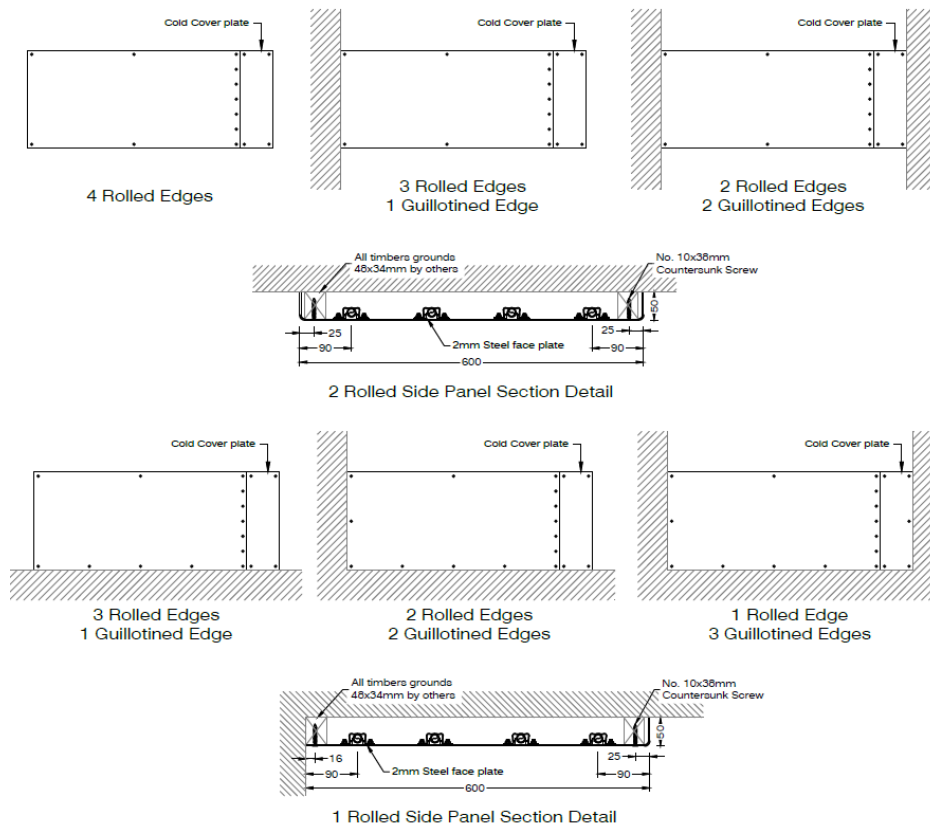 Cold Cover plate
Cold Cover plate
Cold Cover plate
4 Rolled Edges
3 Rolled Edges
1 Guillotined Edge
2 Rolled Edges
2 Guillotined Edges
All timbers grounds
48x34mm by others
No. 10x38mm
Countersunk Screw
50
25
25
90
2mm Steel face plate
90
600
2 Rolled Side Panel Section Detail
Cold Cover plate
Cold Cover plate
Cold Cover plate
3 Rolled Edges
1 Guillotined Edge
2 Rolled Edges
2 Guillotined Edges
1 Rolled Edge
3 Guillotined Edges
All timbers grounds
48x34mm by others
No. 10x38mm
Countersunk Screw
50
16
25
90
2mm Steel face plate
90
600
1 Rolled Side Panel Section Detail